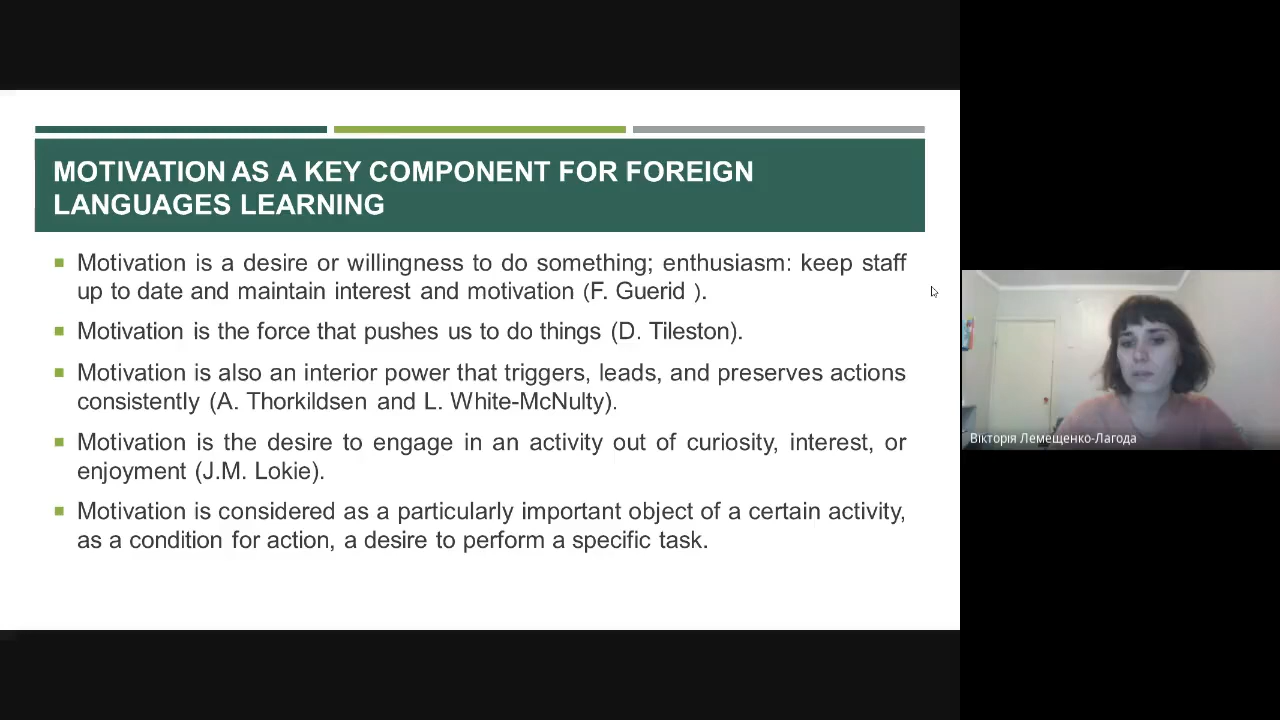 MOTIVATION AS A KEY COMPONENT FOR FOREIGN
LANGUAGES LEARNING
Motivation is a desire or willingness to do something; enthusiasm: keep staff
up to date and maintain interest and motivation (F. Guerid ).
Motivation is the force that pushes us to do things (D. Tileston).
Motivation is also an interior power that triggers, leads, and preserves actions
consistently (A. Thorkildsen and L. White-McNulty).
Motivation is the desire to engage in an activity out of curiosity, interest, or
enjoyment (J.M. Lokie).
Motivation is considered as a particularly important object of a certain activity,
as a condition for action, a desire to perform a specific task.
Вікторія Лемещенко-Лагода